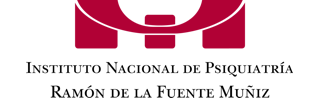 Instituto Nacional de Psiquiatría
Ramón de la Fuente Muñiz